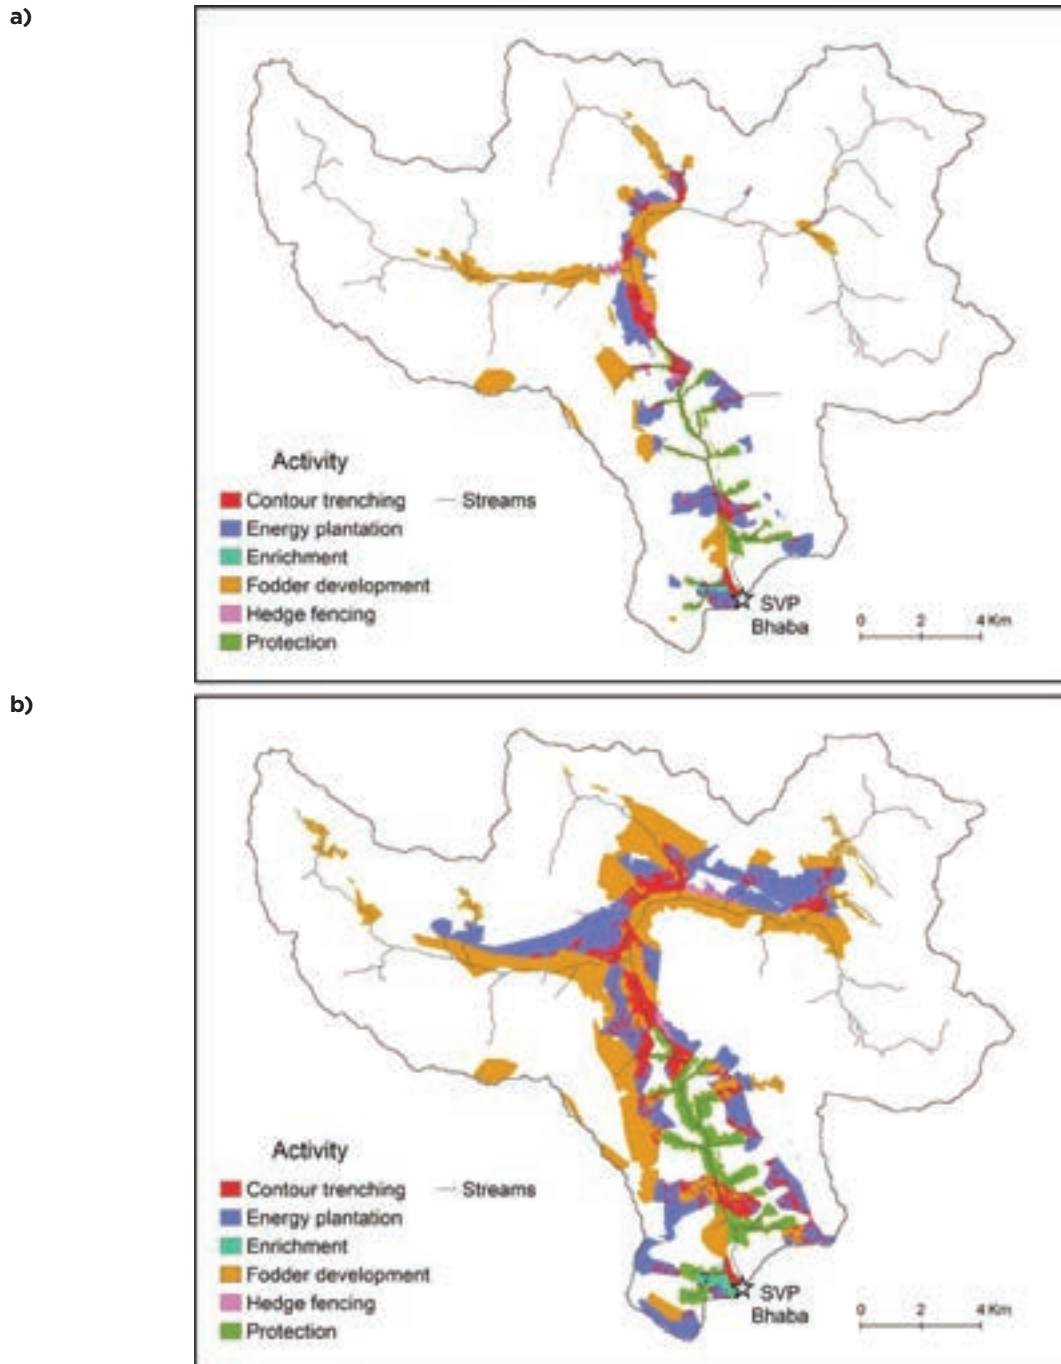 a)
Activity
Contour trenching
Streams
Energy plantation
Enrichment
Fodder development
Hedge fencing
Protection
SVP
Bhaba
0 2 4 Km
b)
Activity
Contour trenching
Streams
Energy plantation
Enrichment
Fodder development
Hedge fencing
Protection
SVP
Bhaba
0 2 4 Km